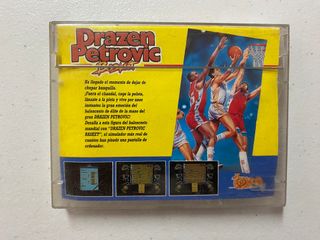 Drazen
Petrovic
Basket
Ha llegado el momento de dejar de
chupar banquillo.
¡Fuera el chandal, coge la pelota,
lánzate a la pista y vive por unos
instantes la gran emoción del
baloncesto de élite de la mano del
gran DRAZEN PETROVIC!
Desafía a esta figura del baloncesto
mundial con "DRAZEN PETROVIC
BASKET", el simulador más real de
cuantos han pisado una pantalla de
ordenador.